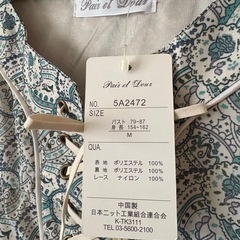 Pais et Doux
Pais et Doux
NO. 5A2472
SIZE
バスト 79-87
身長 154-162
M
QUA.
表地 ポリエステル 100%
裏地 ポリエステル 100%
レース ナイロン 100%
中国製
日本ニット工業組合連合会
K-TK3111
TEL 03-5600-2100